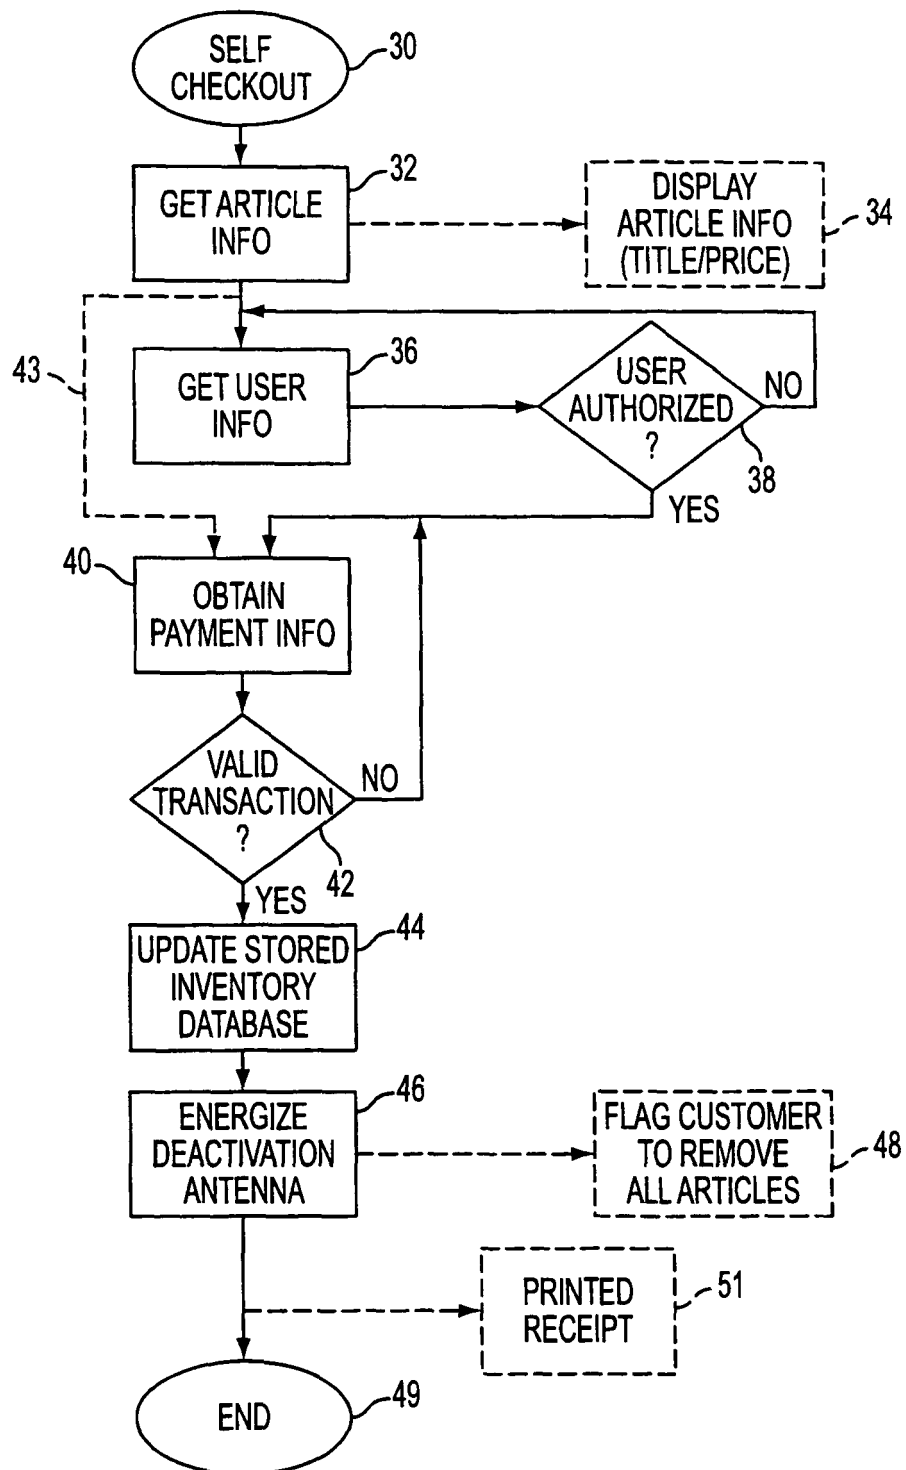 SELF
CHECKOUT
30
GET ARTICLE
INFO
32
DISPLAY
ARTICLE INFO
(TITLE/PRICE)
34
43
GET USER
INFO
36
USER
AUTHORIZED
?
NO
38
YES
40
OBTAIN
PAYMENT INFO
VALID
TRANSACTION
?
NO
42
YES
UPDATE STORED
INVENTORY
DATABASE
44
ENERGIZE
DEACTIVATION
ANTENNA
46
FLAG CUSTOMER
TO REMOVE
ALL ARTICLES
48
PRINTED
RECEIPT
51
END
49